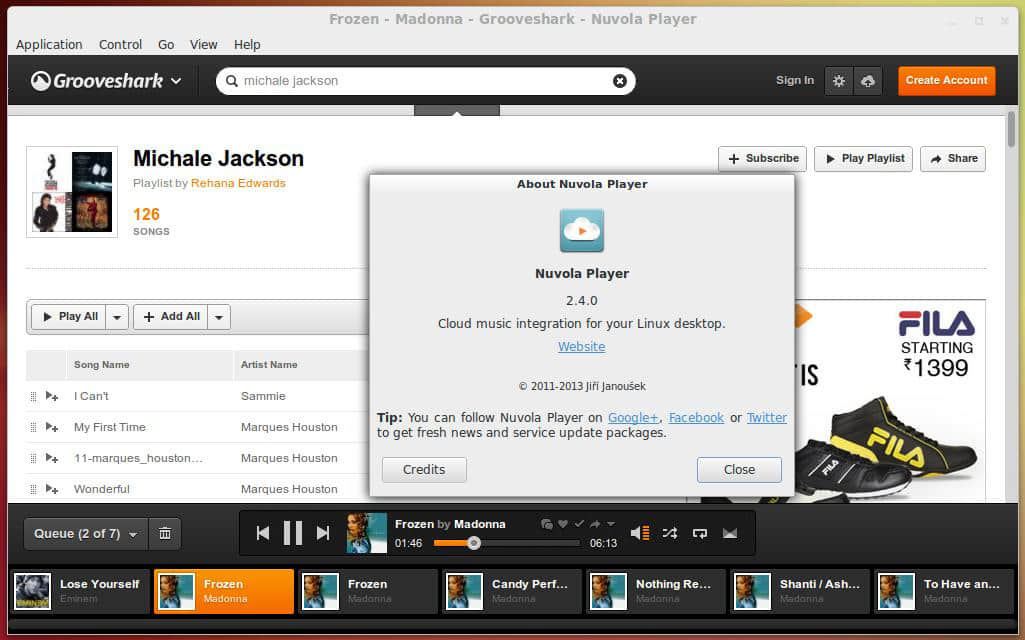 Frozen - Madonna - Grooveshark - Nuvola Player
Application Control Go View Help
Grooveshark
michale jackson
Sign In
Create Account
Michale Jackson
Playlist by Rehana Edwards
126
SONGS
Subscribe
Play Playlist
Share
About Nuvola Player
Nuvola Player
2.4.0
Cloud music integration for your Linux desktop.
Website
© 2011-2013 Jiří Janoušek
Tip: You can follow Nuvola Player on Google+, Facebook or Twitter
to get fresh news and service update packages.
Credits
Close
Play All
Add All
Song Name Artist Name
I Can't Sammie
My First Time Marques Houston
11-marques_houston... Marques Houston
Wonderful Marques Houston
FILA
STARTING
₹1399
IS
FILA
FILA
Queue (2 of 7)
Frozen by Madonna
01:46
06:13
Lose Yourself
Eminem
Frozen
Madonna
Frozen
Madonna
Candy Perf...
Madonna
Nothing Re...
Madonna
Shanti / Ash...
Madonna
To Have an...
Madonna